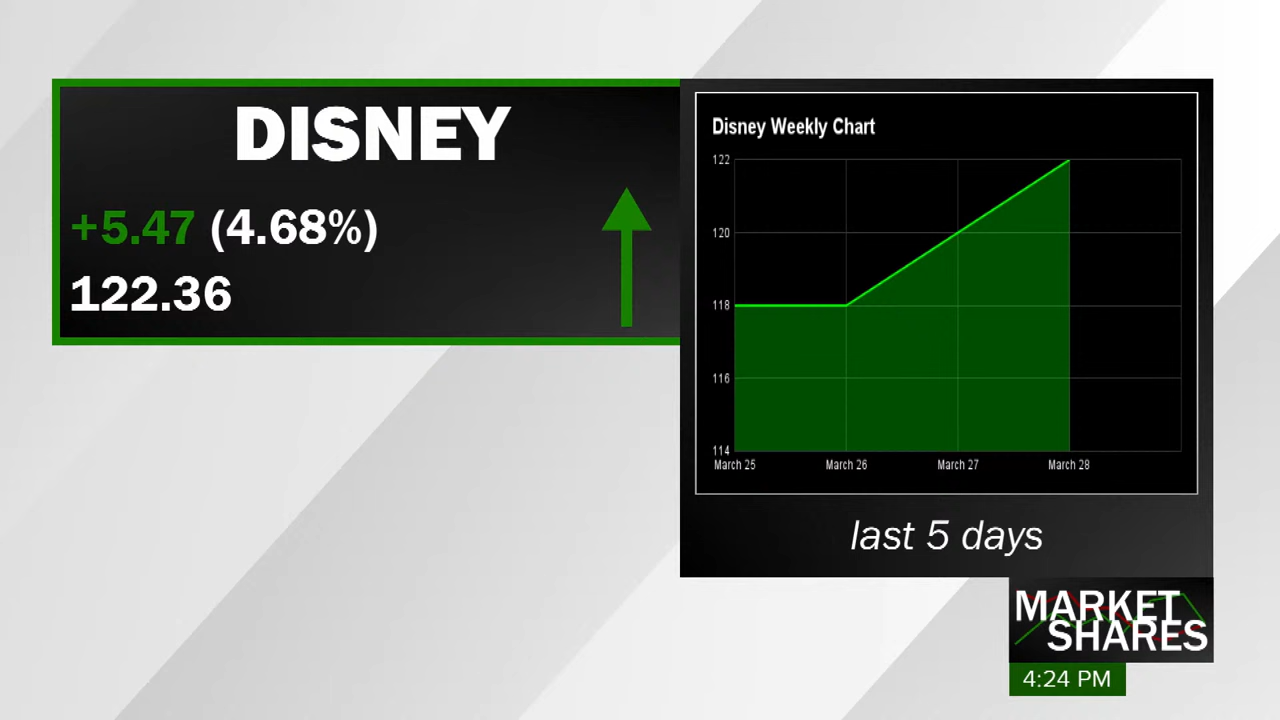 DISNEY
+5.47 (4.68%)
122.36
Disney Weekly Chart
122
120
118
116
114
March 25 March 26 March 27 March 28
last 5 days
MARKET
SHARES
4:24 PM